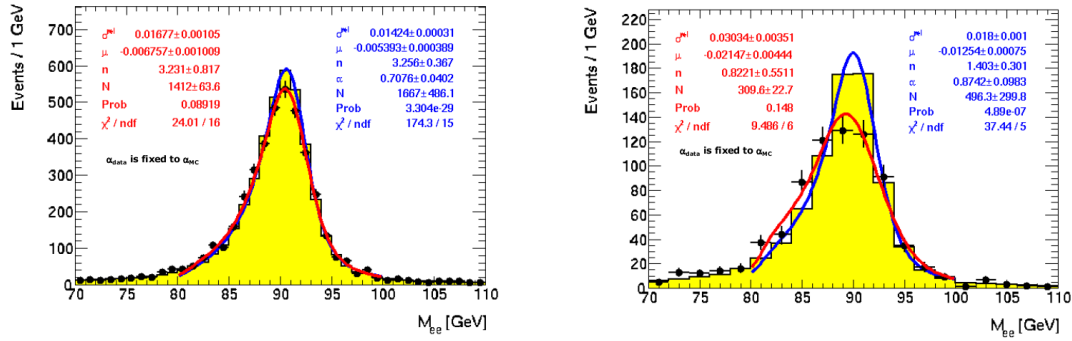 Events / 1 GeV
700
600
500
400
300
200
100
0
70 75 80 85 90 95 100 105 110
M_ee [GeV]
σ^rel 0.01677±0.00105
μ -0.006757±0.001009
n 3.231±0.817
N 1412±63.6
Prob 0.08919
χ² / ndf 24.01 / 16
σ^rel 0.01424±0.00031
μ -0.005393±0.000389
n 3.256±0.367
α 0.7076±0.0402
N 1667±486.1
Prob 3.304e-29
χ² / ndf 174.3 / 15
α_data is fixed to α_MC
Events / 1 GeV
220
200
180
160
140
120
100
80
60
40
20
0
70 75 80 85 90 95 100 105 110
M_ee [GeV]
σ^rel 0.03034±0.00351
μ -0.02147±0.00444
n 0.8221±0.5511
N 309.6±22.7
Prob 0.148
χ² / ndf 9.486 / 6
σ^rel 0.018±0.001
μ -0.01254±0.00075
n 1.403±0.301
α 0.8742±0.0983
N 496.3±299.8
Prob 4.89e-07
χ² / ndf 37.44 / 5
α_data is fixed to α_MC